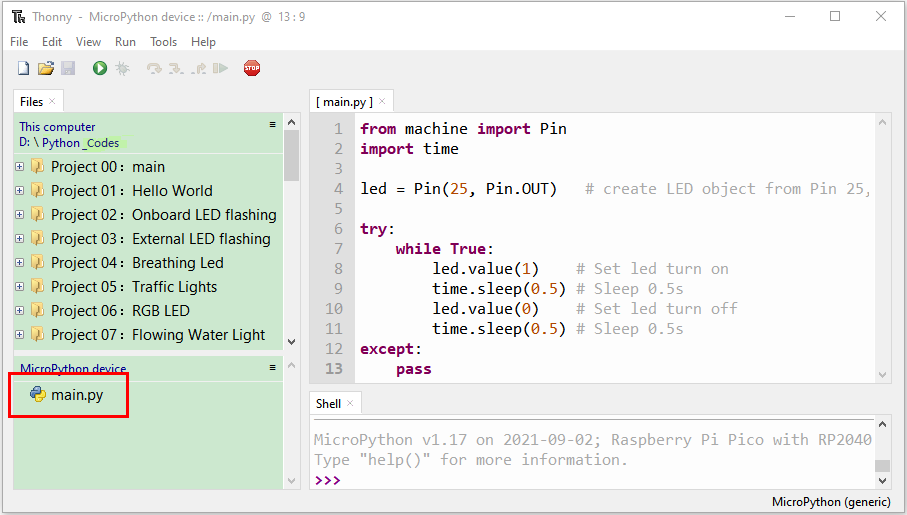 Thonny - MicroPython device :: /main.py @ 13 : 9
File Edit View Run Tools Help
STOP
Files ×
This computer
D: \ Python _Codes
Project 00：main
Project 01：Hello World
Project 02：Onboard LED flashing
Project 03：External LED flashing
Project 04：Breathing Led
Project 05：Traffic Lights
Project 06：RGB LED
Project 07：Flowing Water Light
MicroPython device
main.py
[ main.py ] ×
1 from machine import Pin
2 import time
3
4 led = Pin(25, Pin.OUT)   # create LED object from Pin 25,
5
6 try:
7     while True:
8         led.value(1)    # Set led turn on
9         time.sleep(0.5) # Sleep 0.5s
10         led.value(0)    # Set led turn off
11         time.sleep(0.5) # Sleep 0.5s
12 except:
13     pass
Shell ×
MicroPython v1.17 on 2021-09-02; Raspberry Pi Pico with RP2040
Type "help()" for more information.
>>>
MicroPython (generic)